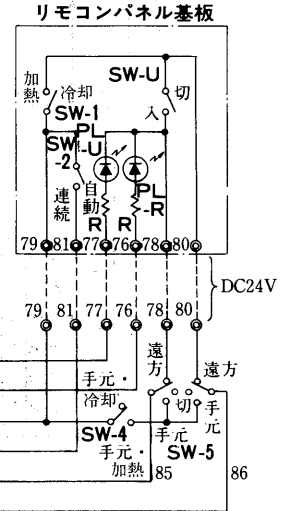 リモコンパネル基板
加熱
冷却
SW-1
SW-U
切
入
SW-2
PL-U
PL-R
連続
自動
R
R
79 81 77 76 78 80
DC24V
79 81 77 76 78 80
遠方
遠方
手元・冷却
切
手元
手元
SW-4
SW-5
手元・加熱
85
86